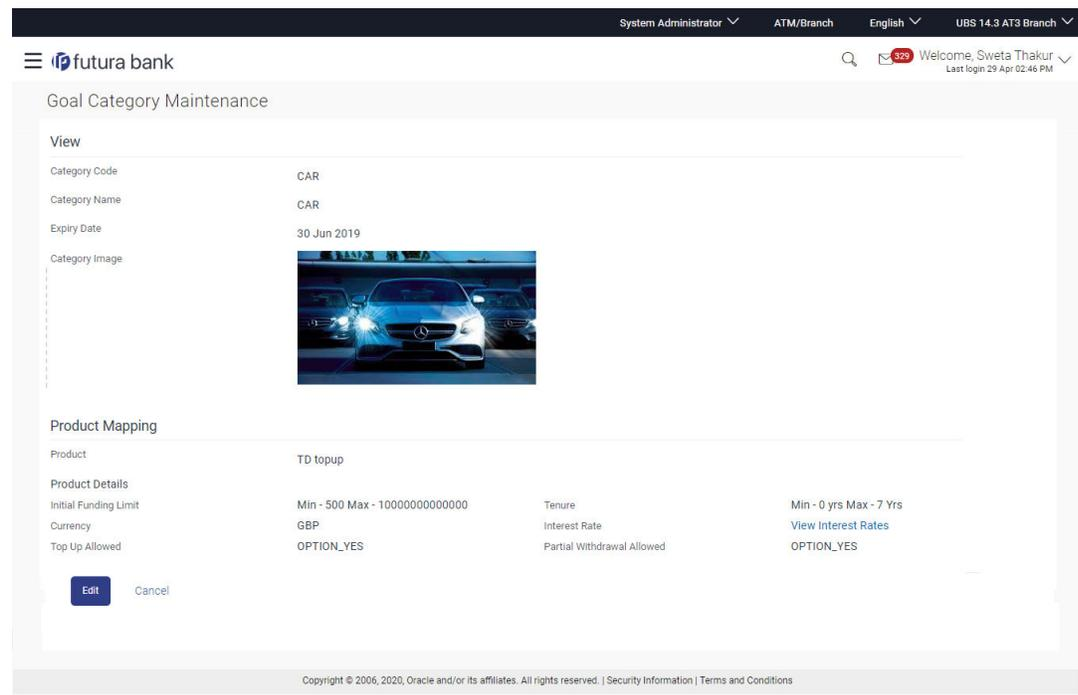 System Administrator ATM/Branch English UBS 14.3 AT3 Branch
futura bank 329 Welcome, Sweta Thakur
Last login 29 Apr 02:46 PM
Goal Category Maintenance
View
Category Code CAR
Category Name CAR
Expiry Date 30 Jun 2019
Category Image
Product Mapping
Product TD topup
Product Details
Initial Funding Limit Min - 500 Max - 10000000000000 Tenure Min - 0 yrs Max - 7 Yrs
Currency GBP Interest Rate View Interest Rates
Top Up Allowed OPTION_YES Partial Withdrawal Allowed OPTION_YES
Edit Cancel
Copyright © 2006, 2020, Oracle and/or its affiliates. All rights reserved. | Security Information | Terms and Conditions